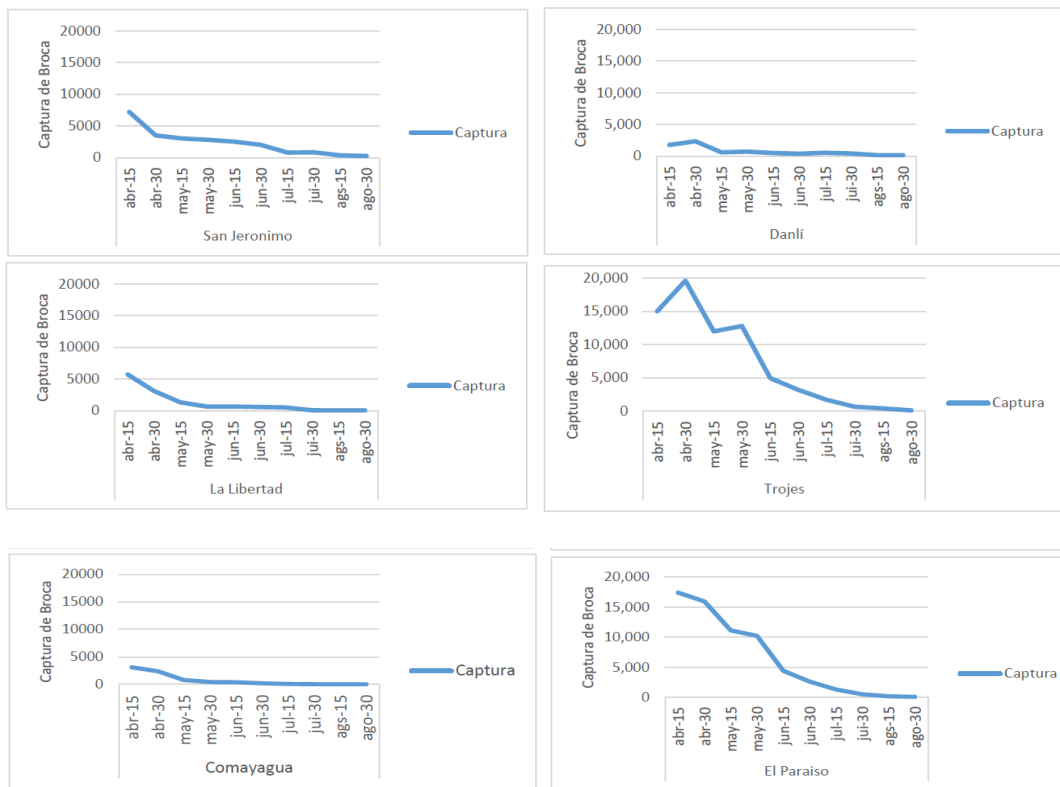 20000
15000
10000
5000
0
Captura de Broca
abr-15
abr-30
may-15
may-30
jun-15
jun-30
jul-15
jui-30
ags-15
ago-30
San Jeronimo
Captura
20,000
15,000
10,000
5,000
0
Captura de Broca
abr-15
abr-30
may-15
may-30
jun-15
jun-30
jul-15
jui-30
ags-15
ago-30
Danlí
Captura
20000
15000
10000
5000
0
Captura de Broca
abr-15
abr-30
may-15
may-30
jun-15
jun-30
jul-15
jui-30
ags-15
ago-30
La Libertad
Captura
20,000
15,000
10,000
5,000
0
Captura de Broca
abr-15
abr-30
may-15
may-30
jun-15
jun-30
jul-15
jui-30
ags-15
ago-30
Trojes
Captura
20000
15000
10000
5000
0
Captura de Broca
abr-15
abr-30
may-15
may-30
jun-15
jun-30
jul-15
jui-30
ags-15
ago-30
Comayagua
Captura
20,000
15,000
10,000
5,000
0
Captura de Broca
abr-15
abr-30
may-15
may-30
jun-15
jun-30
jul-15
jui-30
ags-15
ago-30
El Paraiso
Captura